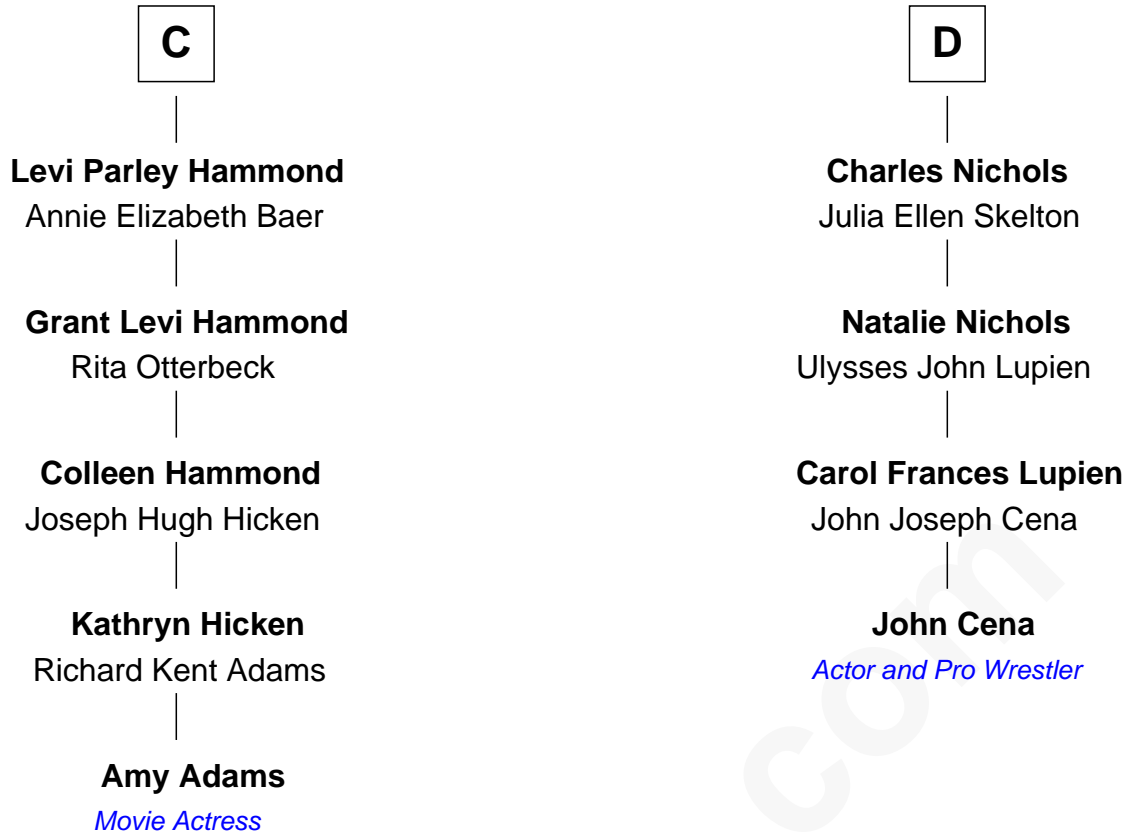 C
Levi Parley Hammond
Annie Elizabeth Baer
Grant Levi Hammond
Rita Otterbeck
Colleen Hammond
Joseph Hugh Hicken
Kathryn Hicken
Richard Kent Adams
Amy Adams
Movie Actress
D
Charles Nichols
Julia Ellen Skelton
Natalie Nichols
Ulysses John Lupien
Carol Frances Lupien
John Joseph Cena
John Cena
Actor and Pro Wrestler
com